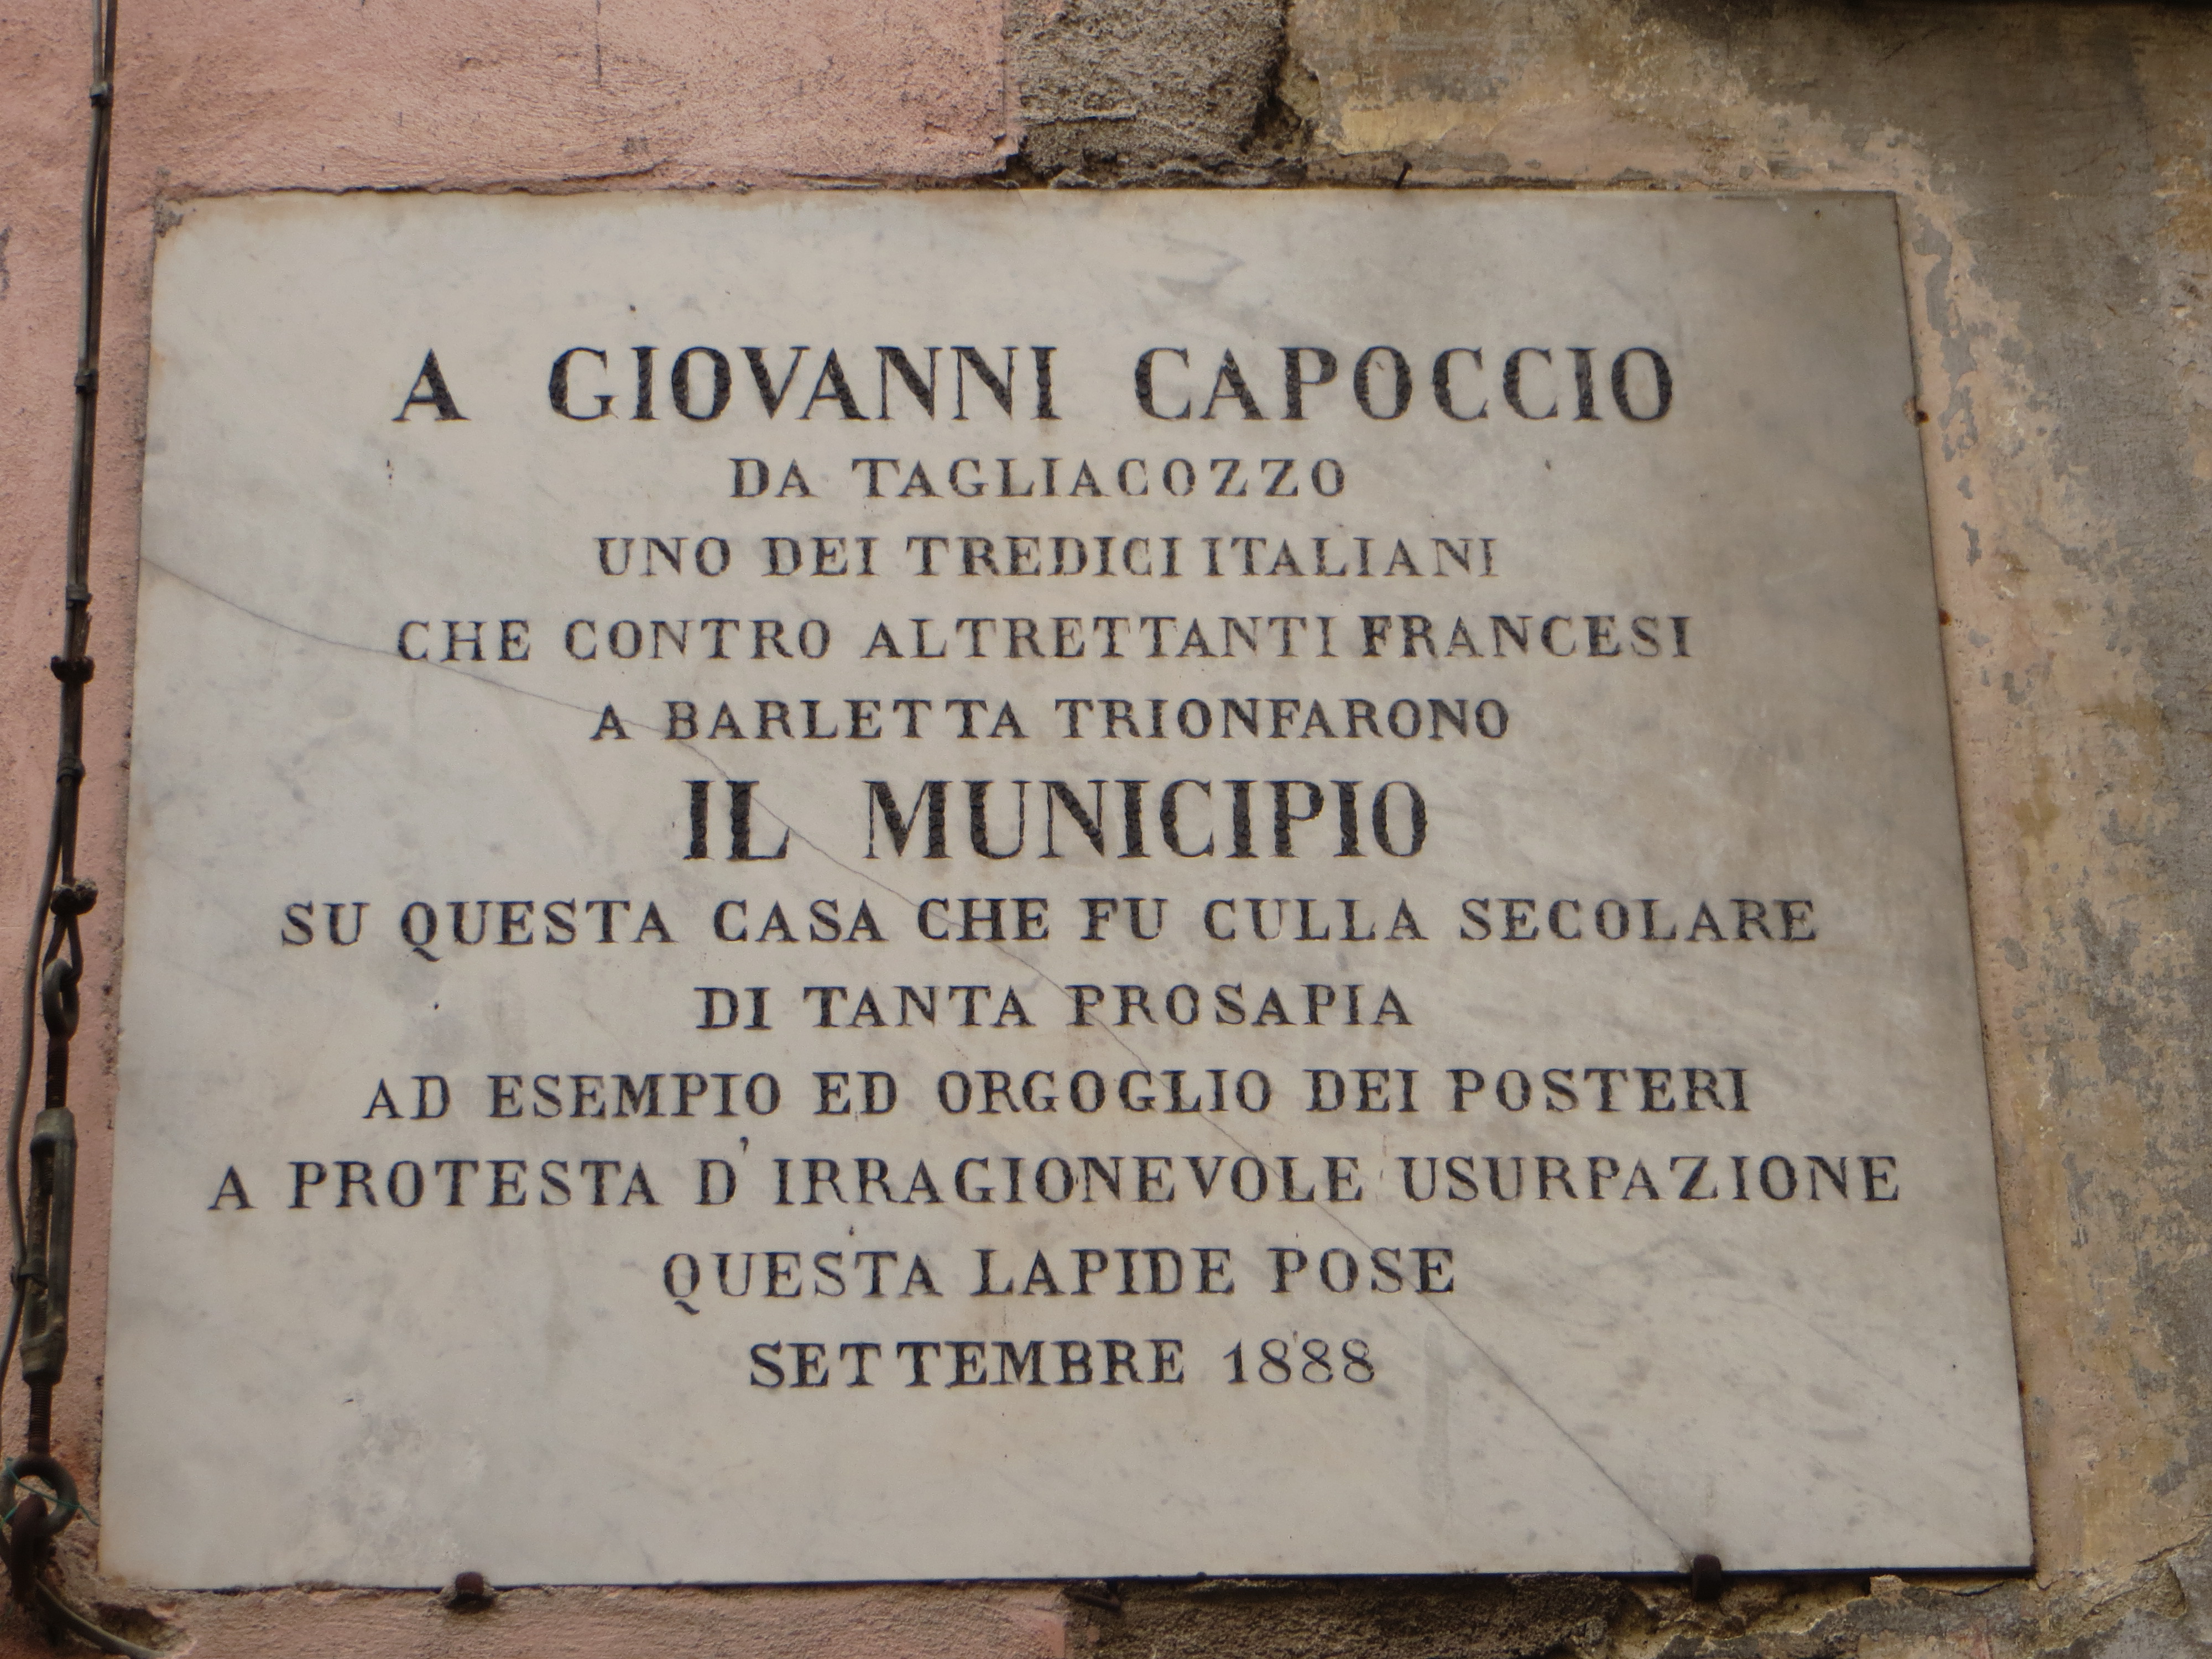 A GIOVANNI CAPOCCIO
DA TAGLIACOZZO
UNO DEI TREDICI ITALIANI
CHE CONTRO ALTRETTANTI FRANCESI
A BARLETTA TRIONFARONO
IL MUNICIPIO
SU QUESTA CASA CHE FU CULLA SECOLARE
DI TANTA PROSAPIA
AD ESEMPIO ED ORGOGLIO DEI POSTERI
A PROTESTA D'IRRAGIONEVOLE USURPAZIONE
QUESTA LAPIDE POSE
SETTEMBRE 1888